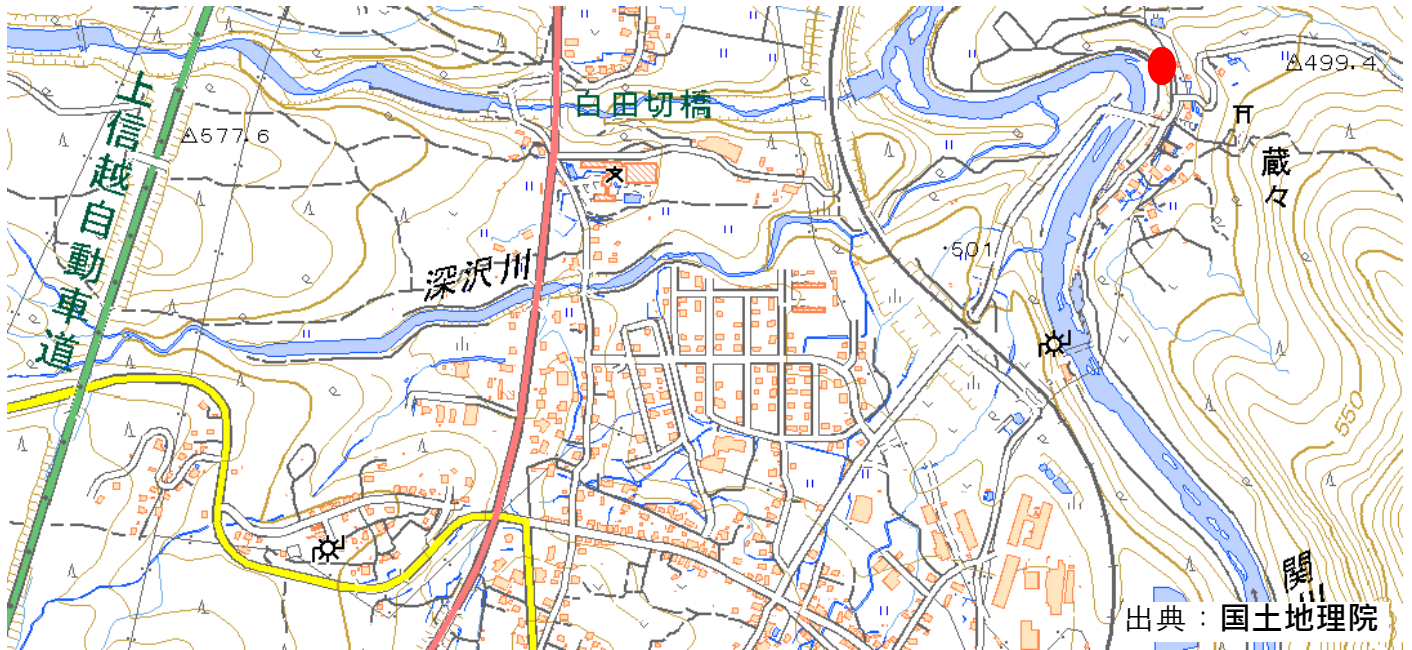 上信越自動車道
577.6
白田切橋
499.4
蔵々
深沢川
501
550
関川
出典：国土地理院